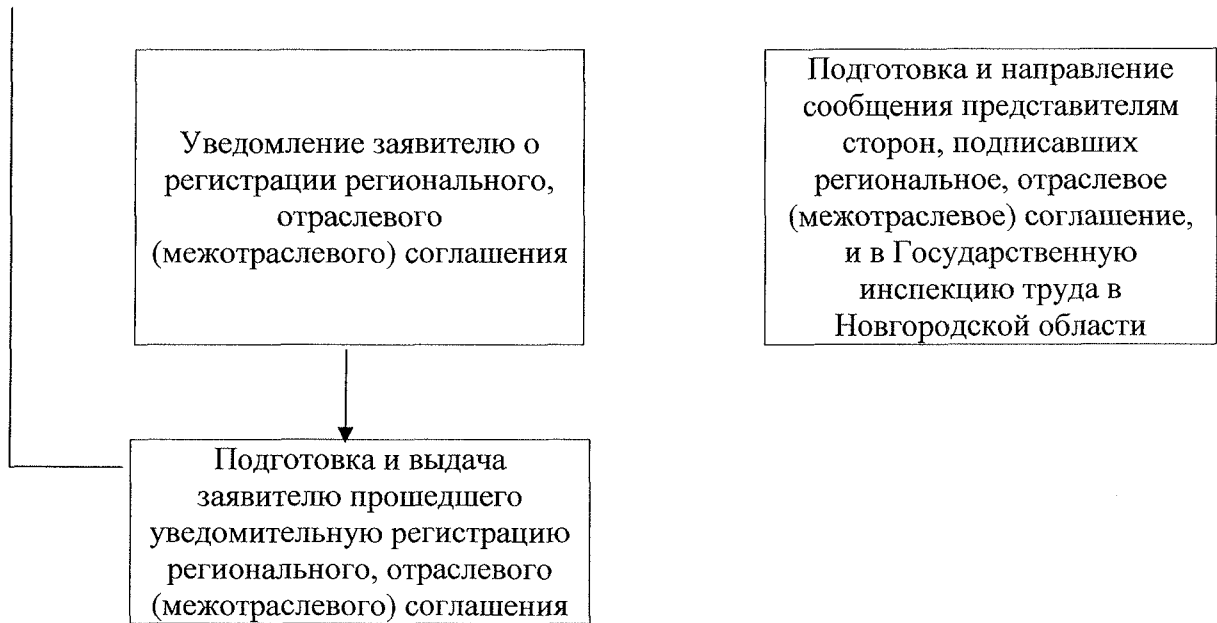 Уведомление заявителю о
регистрации регионального,
отраслевого
(межотраслевого) соглашения
Подготовка и направление
сообщения представителям
сторон, подписавших
региональное, отраслевое
(межотраслевое) соглашение,
и в Государственную
инспекцию труда в
Новгородской области
Подготовка и выдача
заявителю прошедшего
уведомительную регистрацию
регионального, отраслевого
(межотраслевого) соглашения